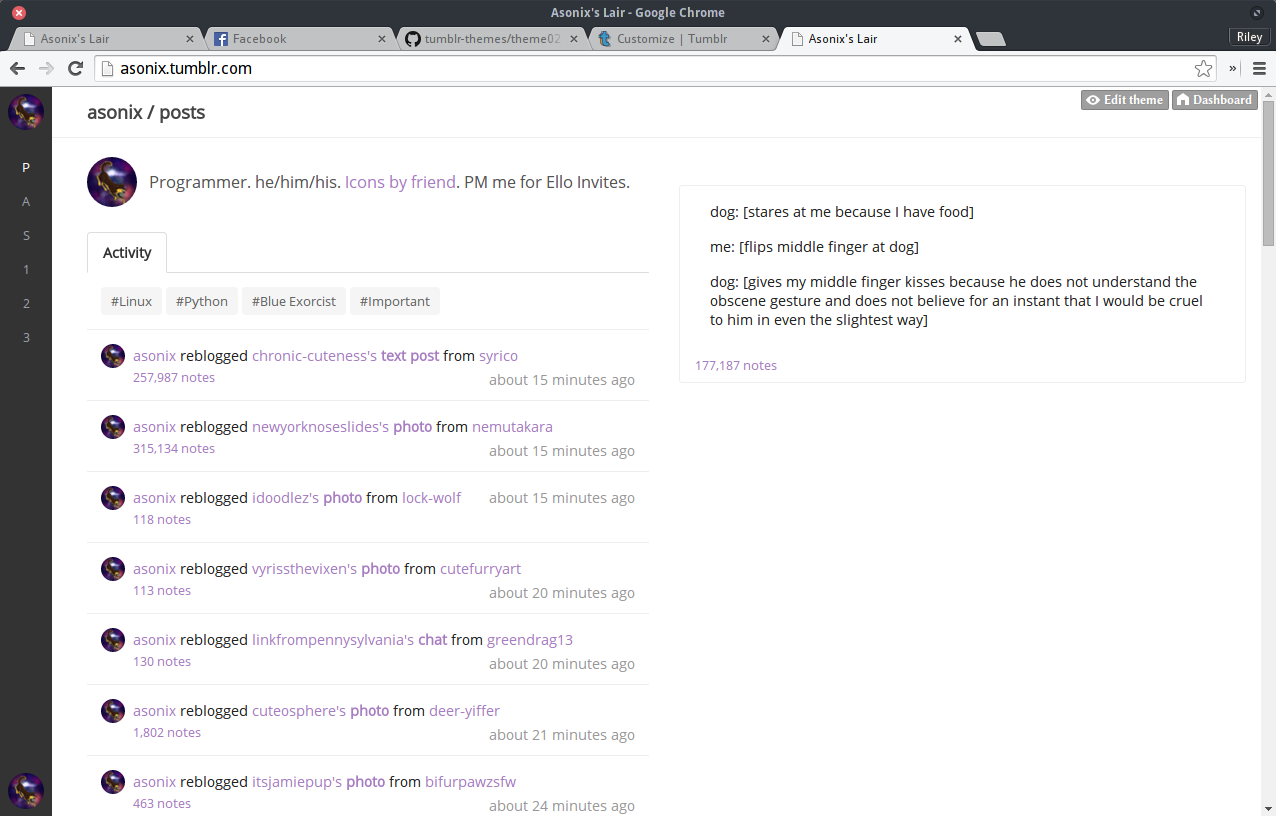 Asonix's Lair - Google Chrome
Asonix's Lair
Facebook
tumblr-themes/theme02
Customize | Tumblr
Asonix's Lair
Riley
asonix.tumblr.com
asonix / posts
Edit theme
Dashboard
P
A
S
1
2
3
Programmer. he/him/his. Icons by friend. PM me for Ello Invites.
Activity
#Linux #Python #Blue Exorcist #Important
asonix reblogged chronic-cuteness's text post from syrico
257,987 notes
about 15 minutes ago
asonix reblogged newyorknoseslides's photo from nemutakara
315,134 notes
about 15 minutes ago
asonix reblogged idoodlez's photo from lock-wolf
about 15 minutes ago
118 notes
asonix reblogged vyrissthevixen's photo from cutefurryart
113 notes
about 20 minutes ago
asonix reblogged linkfrompennysylvania's chat from greendrag13
130 notes
about 20 minutes ago
asonix reblogged cuteosphere's photo from deer-yiffer
1,802 notes
about 21 minutes ago
asonix reblogged itsjamiepup's photo from bifurpawzsfw
463 notes
about 24 minutes ago
dog: [stares at me because I have food]
me: [flips middle finger at dog]
dog: [gives my middle finger kisses because he does not understand the
obscene gesture and does not believe for an instant that I would be cruel
to him in even the slightest way]
177,187 notes